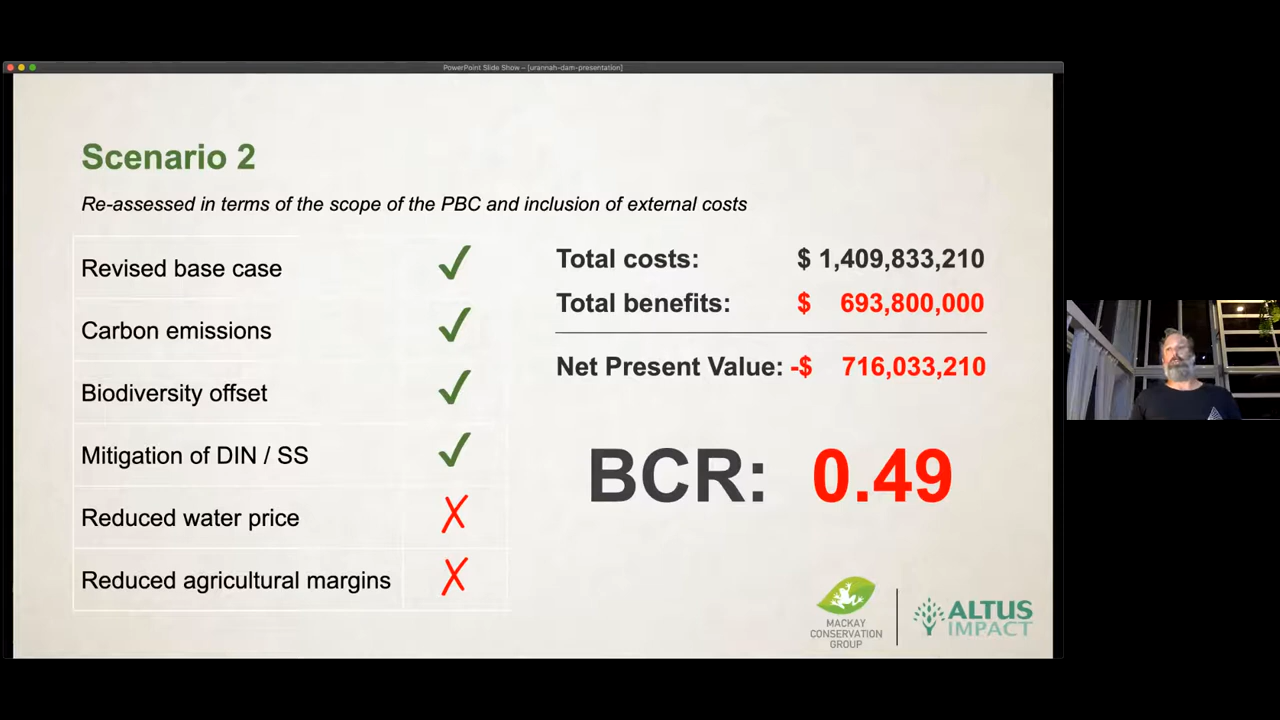 PowerPoint Slide Show – [urannah-dam-presentation]
Scenario 2
Re-assessed in terms of the scope of the PBC and inclusion of external costs
Revised base case
Carbon emissions
Biodiversity offset
Mitigation of DIN / SS
Reduced water price
Reduced agricultural margins
Total costs: $ 1,409,833,210
Total benefits: $ 693,800,000
Net Present Value: -$ 716,033,210
BCR: 0.49
MACKAY
CONSERVATION
GROUP
ALTUS
IMPACT